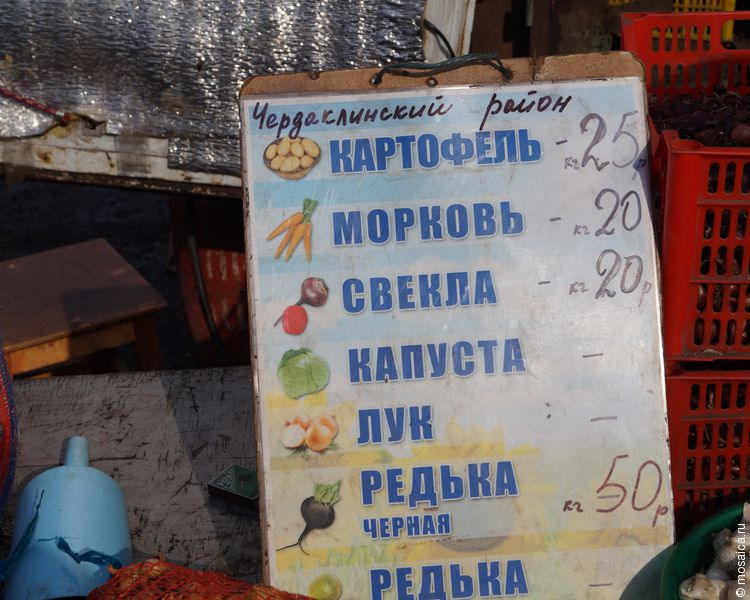 Чердаклинский район
КАРТОФЕЛЬ - кг 25 р
МОРКОВЬ - кг 20
СВЕКЛА - кг 20 р
КАПУСТА -
ЛУК -
РЕДЬКА ЧЕРНАЯ кг 50 р
РЕДЬКА -
© mosaica.ru